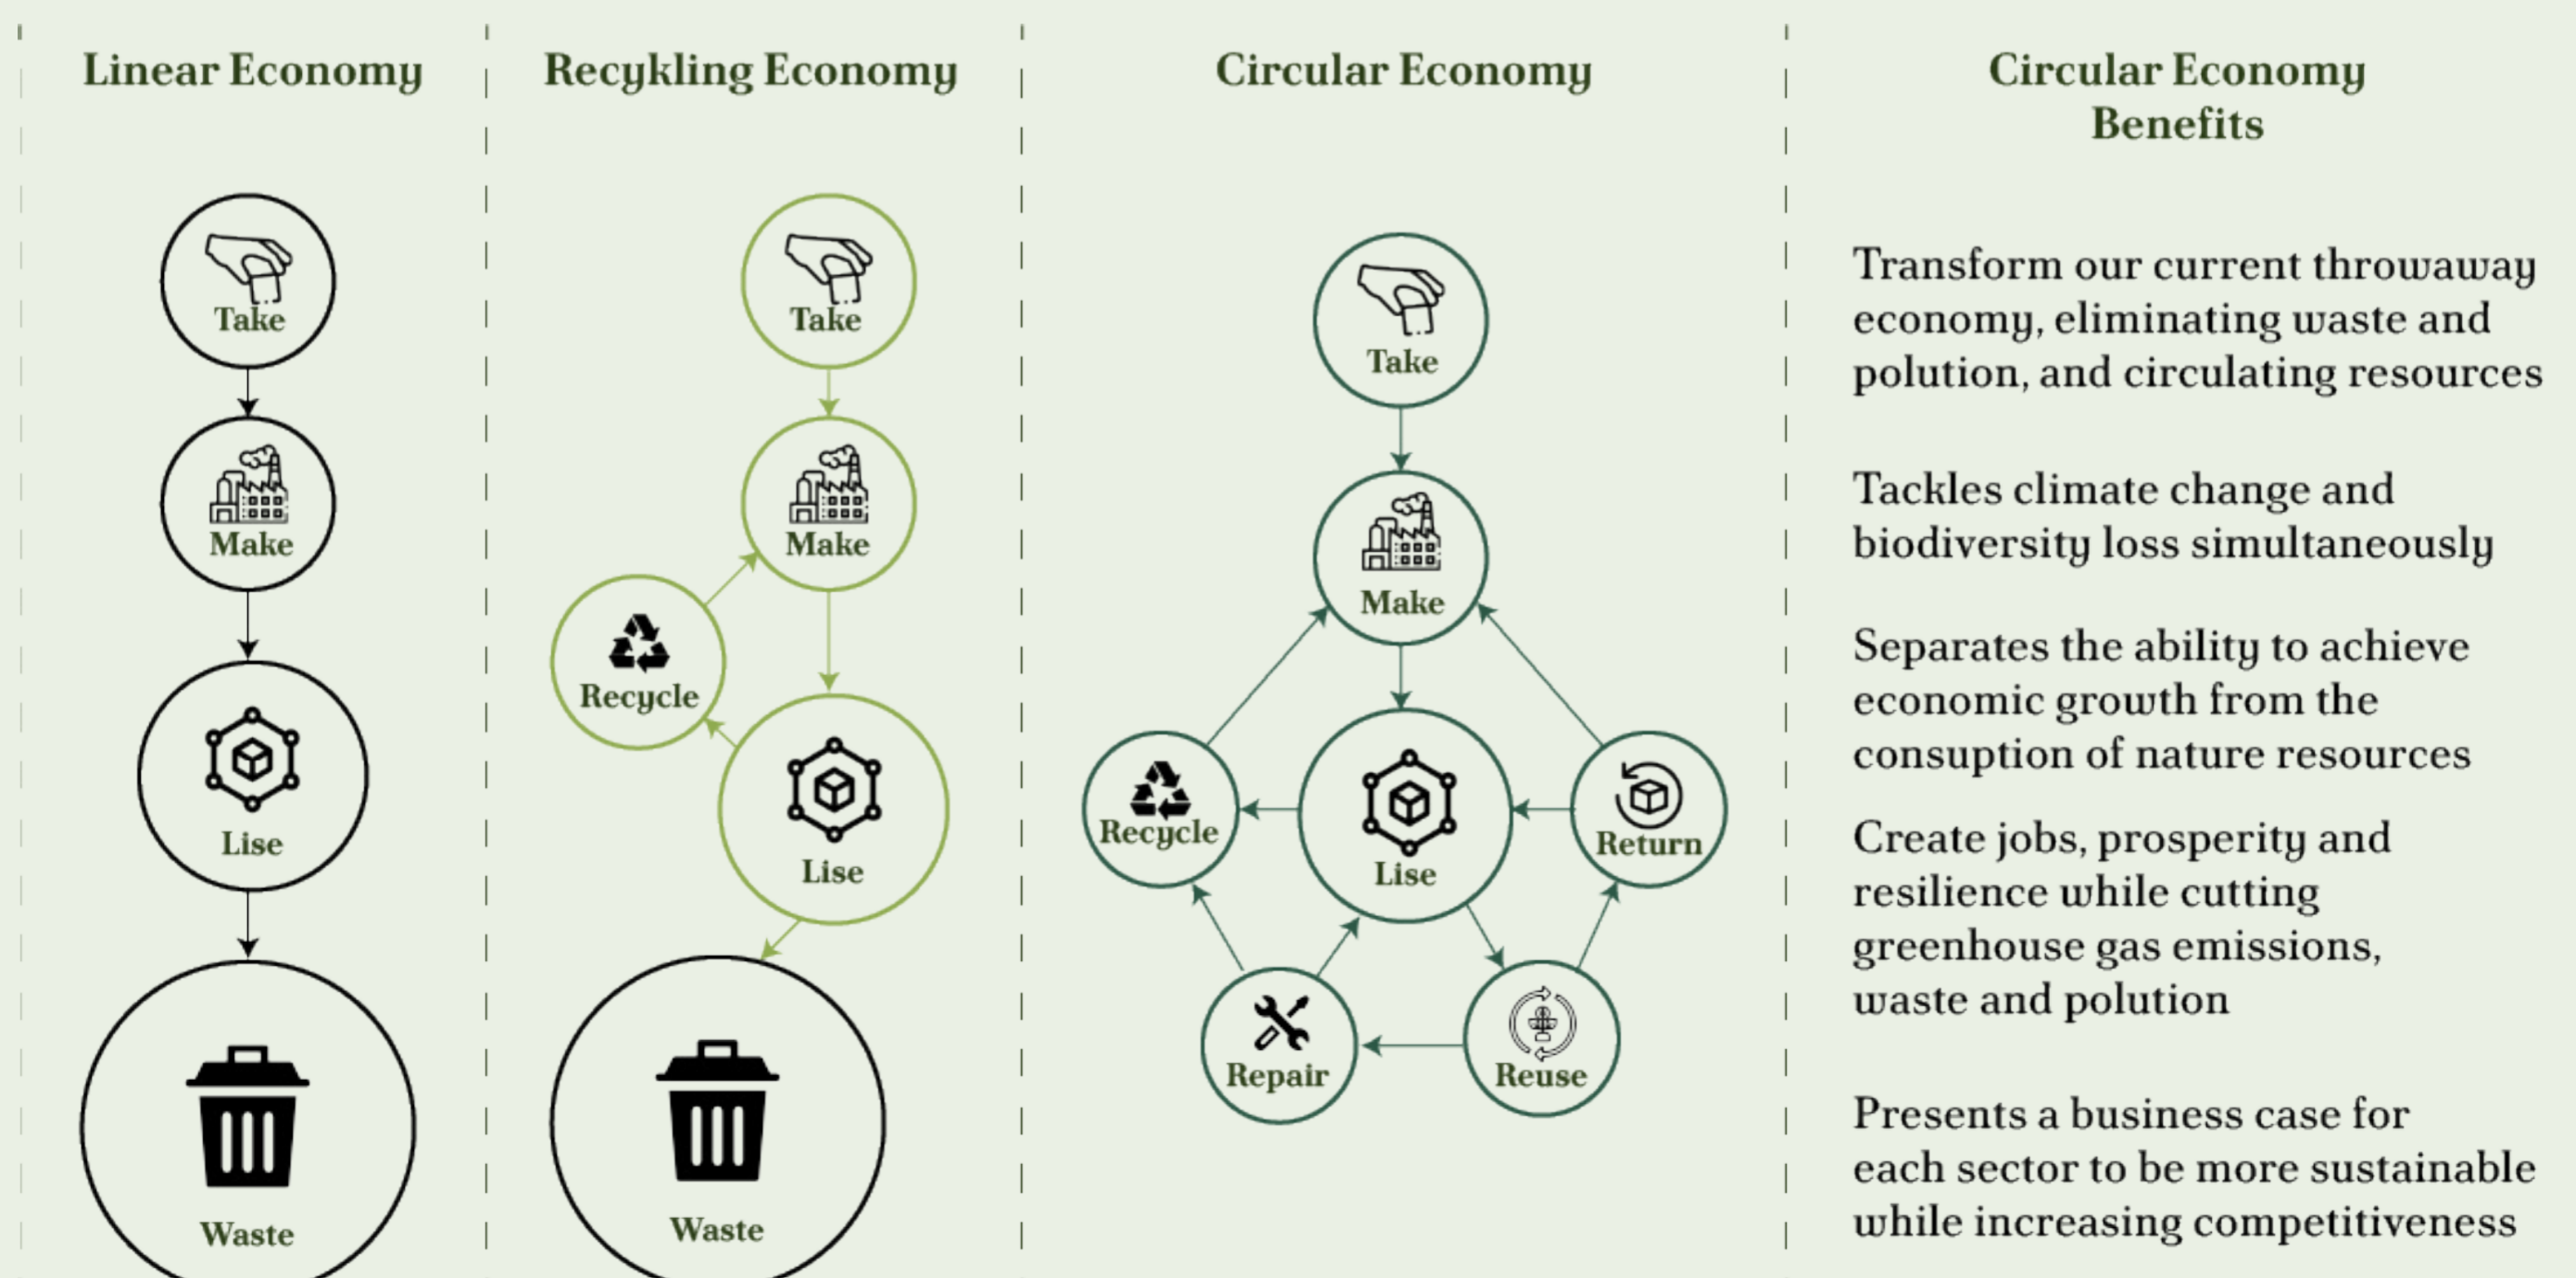 Linear Economy
Take
Make
Lise
Waste
Recykling Economy
Take
Make
Recycle
Lise
Waste
Circular Economy
Take
Make
Recycle
Lise
Return
Repair
Reuse
Circular Economy
Benefits
Transform our current throwaway
economy, eliminating waste and
polution, and circulating resources
Tackles climate change and
biodiversity loss simultaneously
Separates the ability to achieve
economic growth from the
consuption of nature resources
Create jobs, prosperity and
resilience while cutting
greenhouse gas emissions,
waste and polution
Presents a business case for
each sector to be more sustainable
while increasing competitiveness